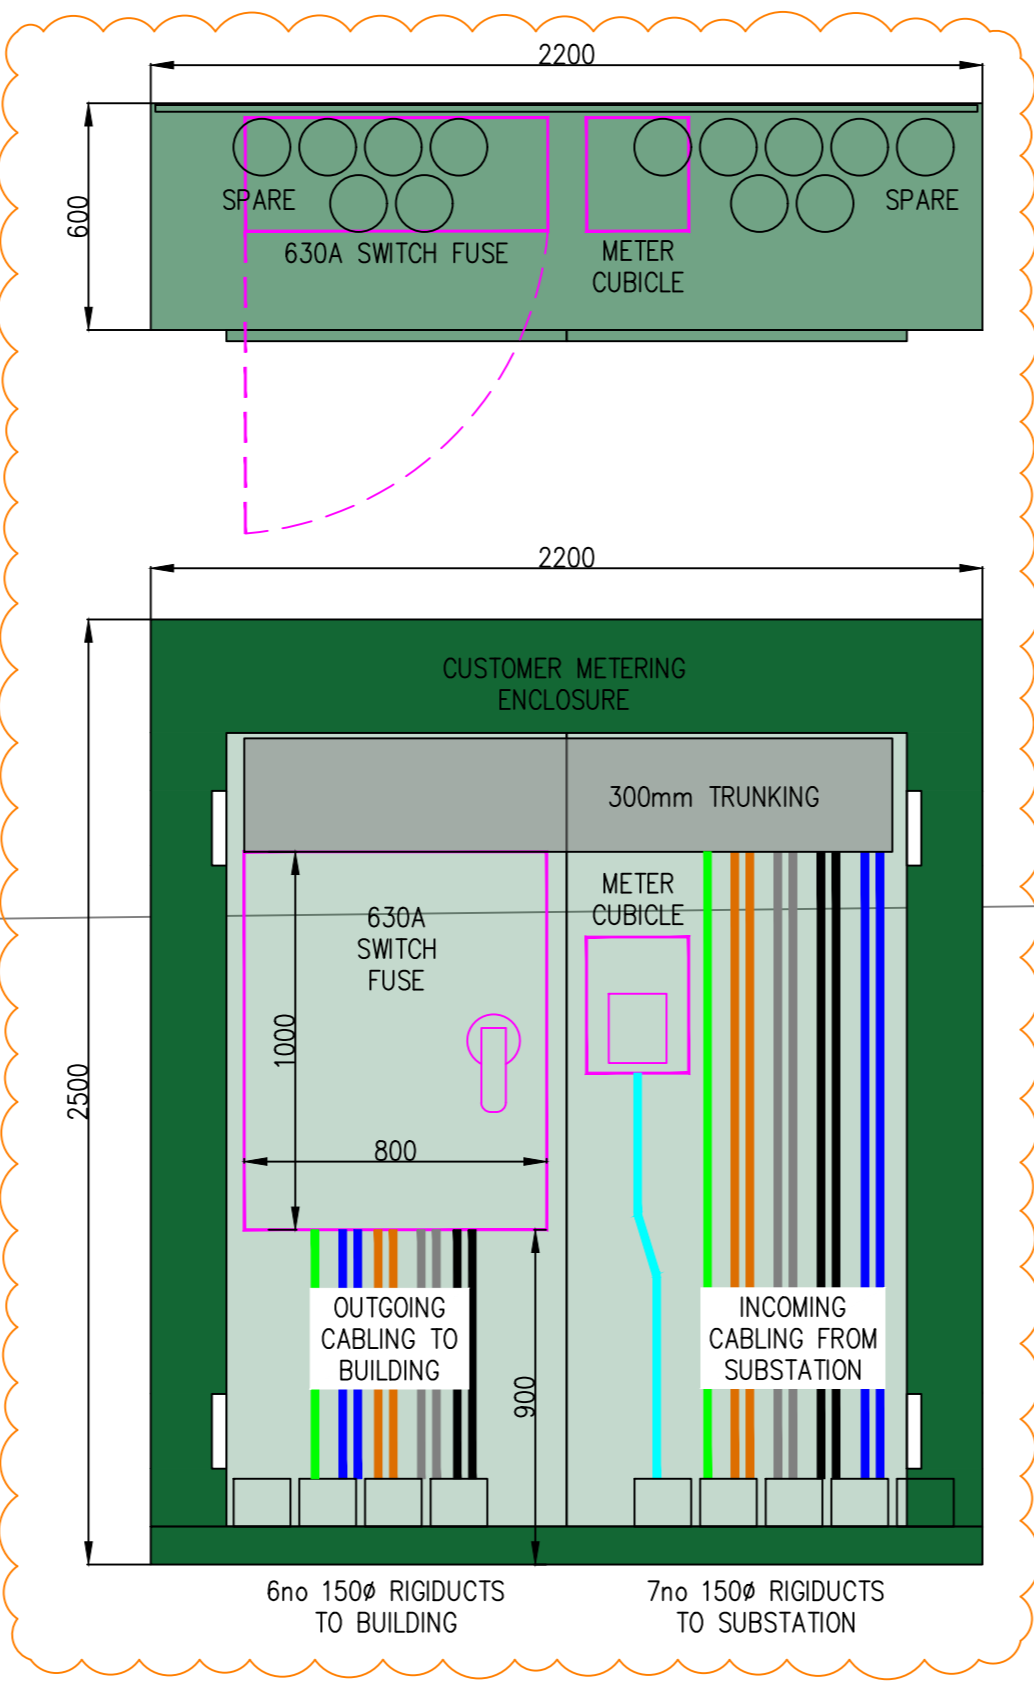 2200
600
SPARE
SPARE
630A SWITCH FUSE
METER
CUBICLE
2200
2500
CUSTOMER METERING
ENCLOSURE
300mm TRUNKING
METER
CUBICLE
630A
SWITCH
FUSE
1000
800
OUTGOING
CABLING TO
BUILDING
INCOMING
CABLING FROM
SUBSTATION
900
6no 150ø RIGIDUCTS
TO BUILDING
7no 150ø RIGIDUCTS
TO SUBSTATION